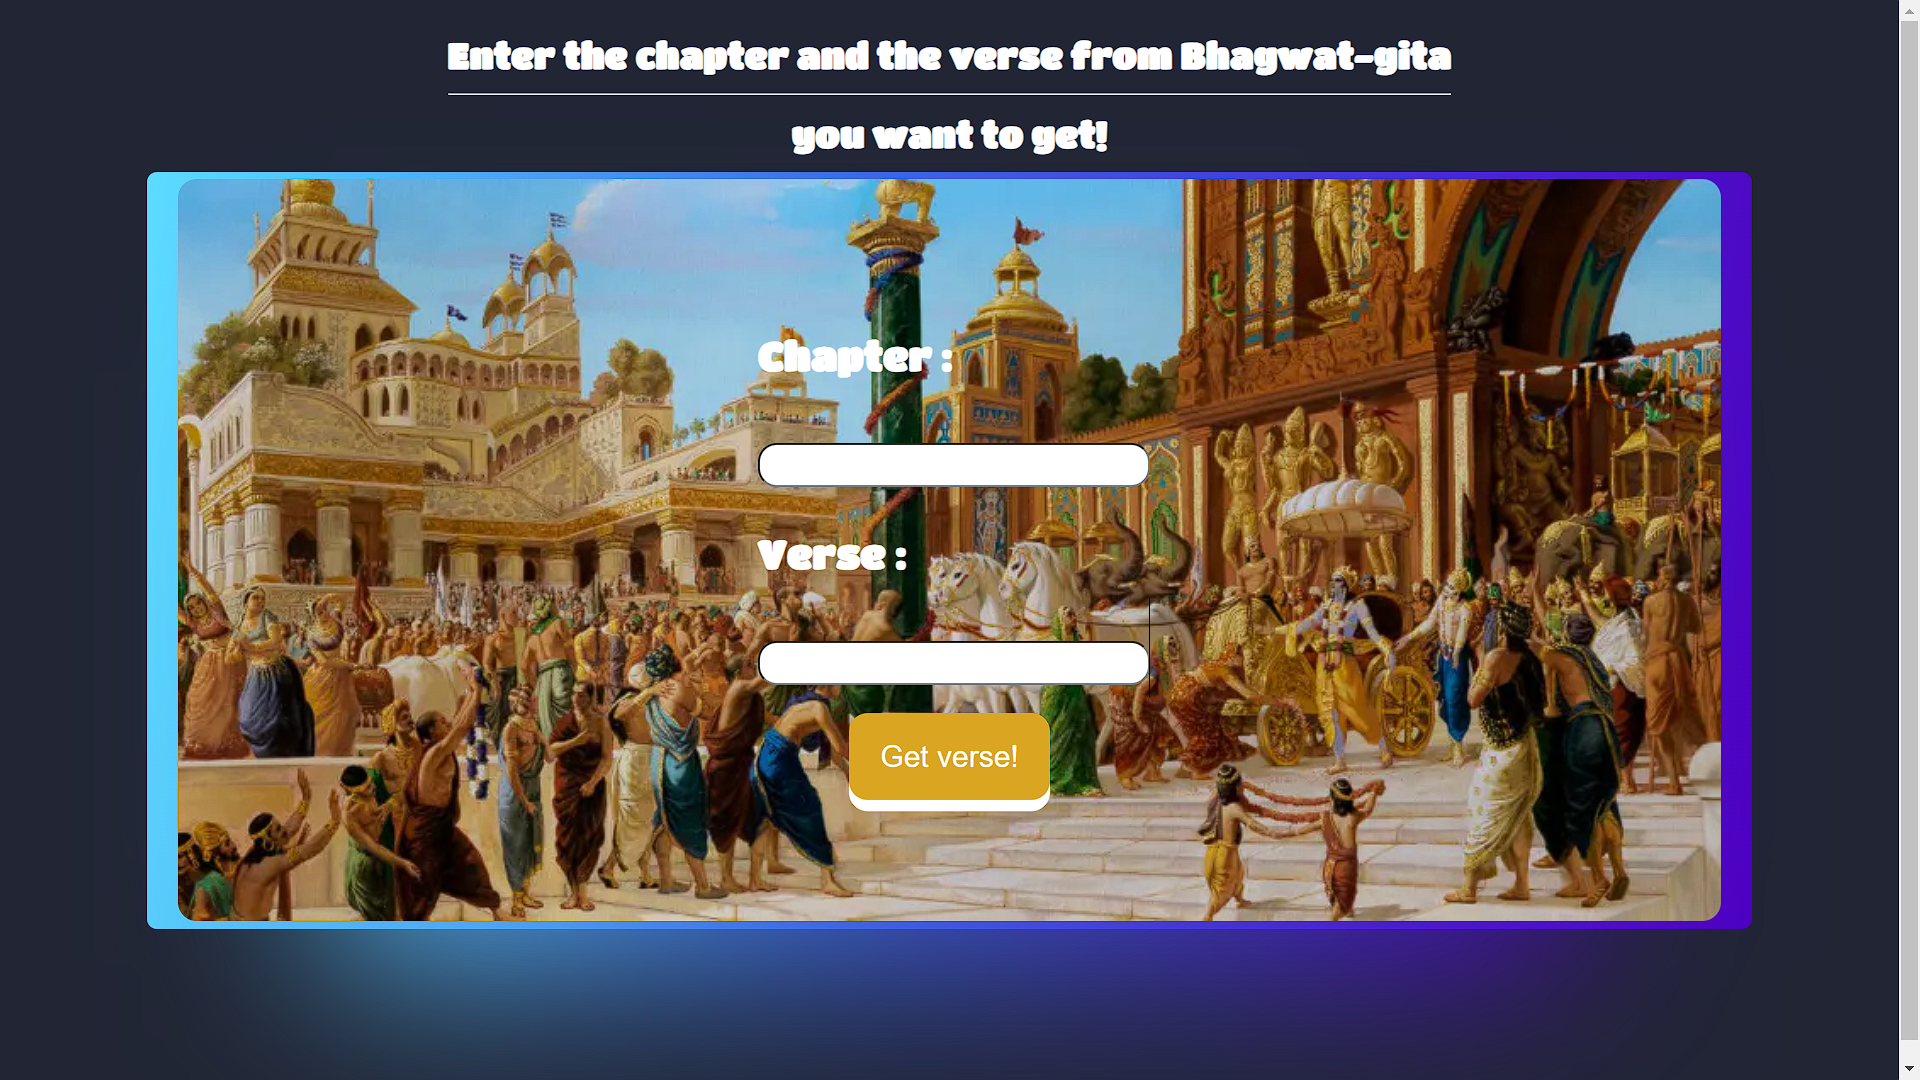 Enter the chapter and the verse from Bhagwat-gita
you want to get!
Chapter :
Verse :
Get verse!